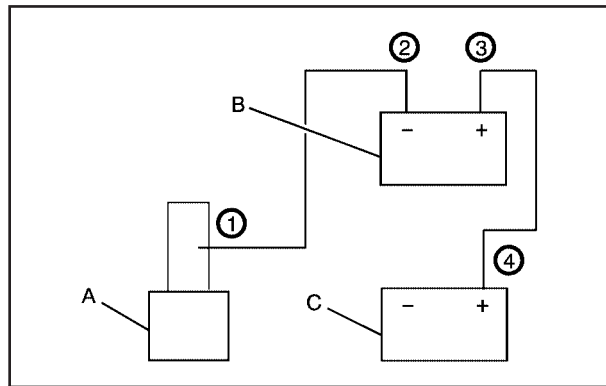 ② ③
B
− +
①
④
A
C
− +